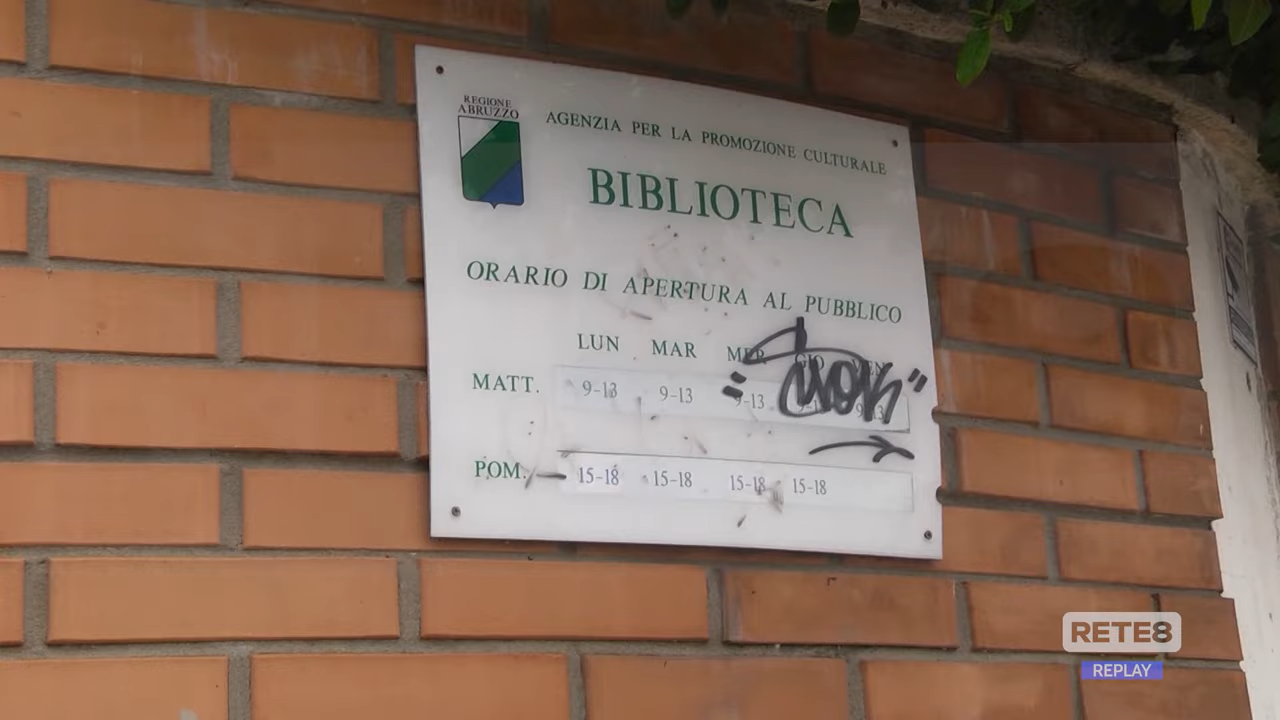 REGIONE
ABRUZZO
AGENZIA PER LA PROMOZIONE CULTURALE
BIBLIOTECA
ORARIO DI APERTURA AL PUBBLICO
LUN MAR MER GIO VEN
MATT. 9-13 9-13 9-13 9-13 9-13
POM. 15-18 15-18 15-18 15-18
RETE8
REPLAY